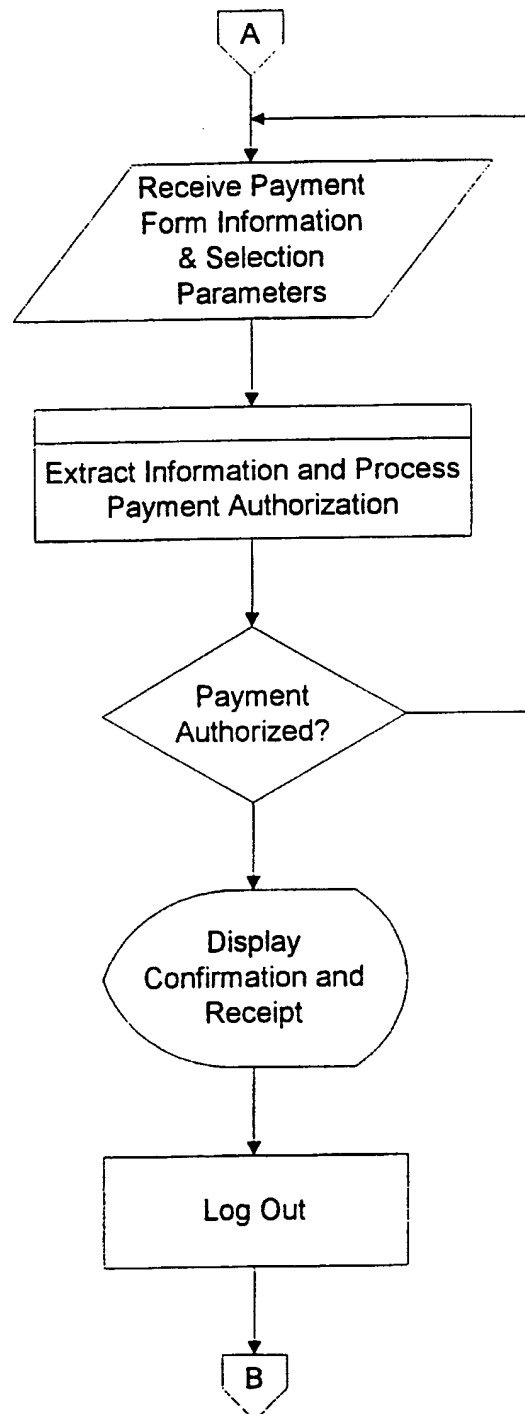 A
Receive Payment
Form Information
& Selection
Parameters
Extract Information and Process
Payment Authorization
Payment
Authorized?
Display
Confirmation and
Receipt
Log Out
B